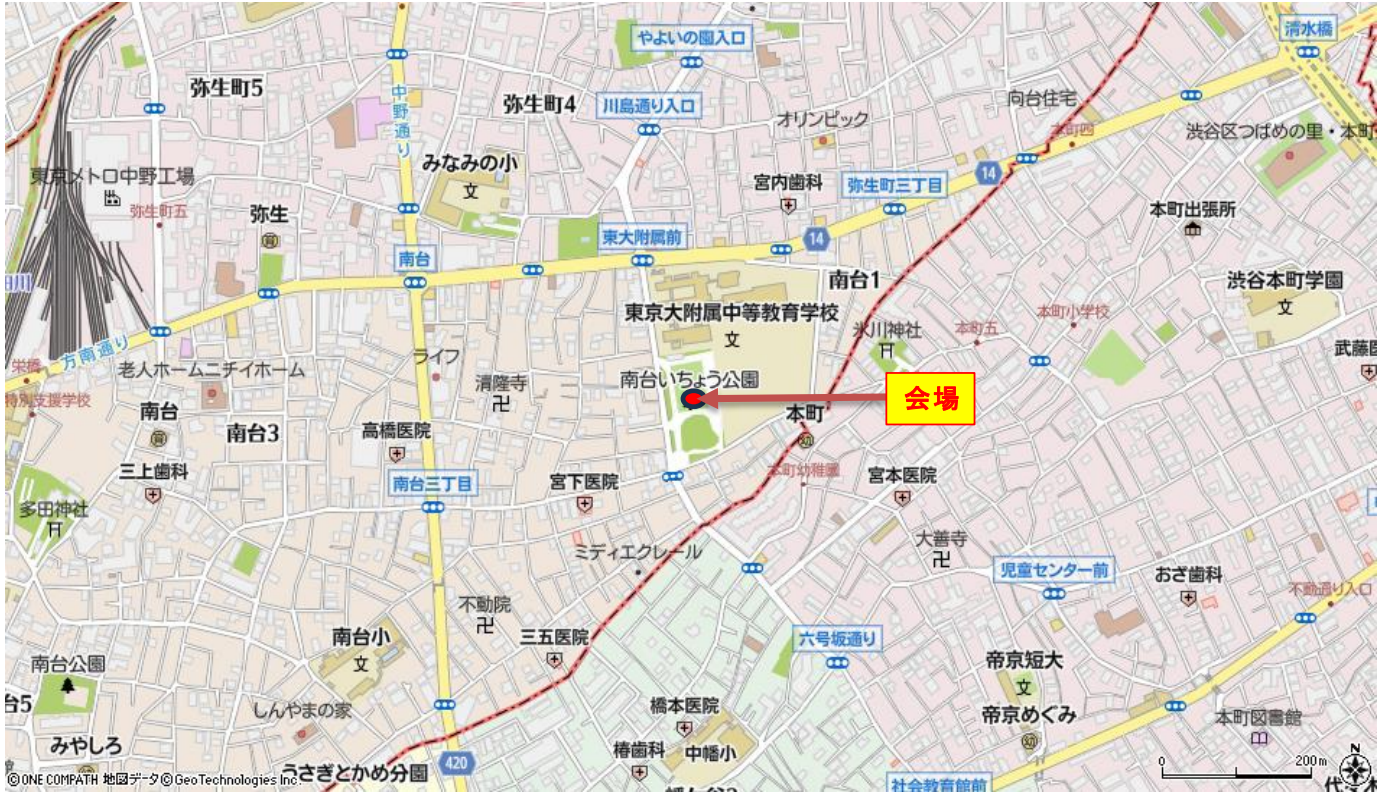 やよいの園入口
清水橋
弥生町5
中野通り
弥生町4
川島通り入口
オリンピック
向台住宅
本町四
渋谷区つばめの里・本町
みなみの小
東京メトロ中野工場
弥生町五
弥生
宮内歯科
弥生町三丁目
14
本町出張所
東大附属前
14
南台
南台1
渋谷本町学園
東京大附属中等教育学校
氷川神社
本町五
本町小学校
方南通り
栄橋
老人ホームニチイホーム
ライフ
清隆寺
南台いちょう公園
会場
武藤医
特別支援学校
南台
南台3
高橋医院
本町
三上歯科
南台三丁目
宮下医院
本町幼稚園
宮本医院
多田神社
ミディエクレール
大善寺
児童センター前
おざ歯科
不動通り入口
不動院
南台小
三五医院
六号坂通り
南台公園
帝京短大
台5
しんやまの家
橋本医院
帝京めぐみ
本町図書館
みやしろ
椿歯科
中幡小
420
うさぎとかめ分園
社会教育館前
0
200m
N
©ONE COMPATH 地図データ©GeoTechnologies Inc.